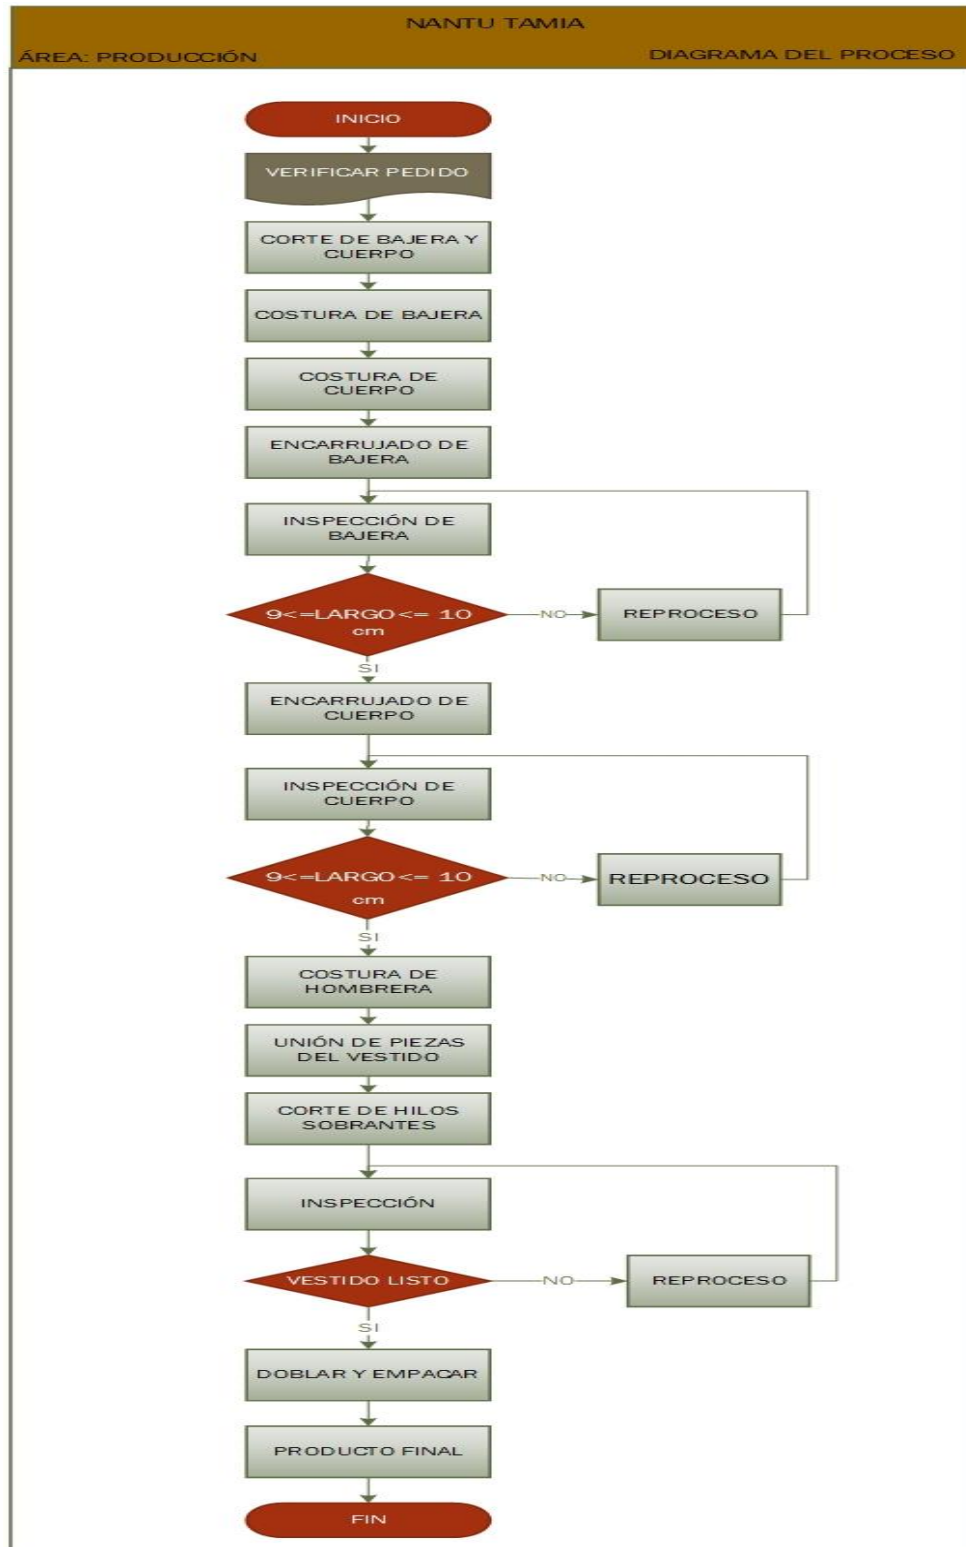 NANTU TAMIA
ÁREA: PRODUCCIÓN
DIAGRAMA DEL PROCESO
INICIO
VERIFICAR PEDIDO
CORTE DE BAJERA Y
CUERPO
COSTURA DE BAJERA
COSTURA DE
CUERPO
ENCARRUJADO DE
BAJERA
INSPECCIÓN DE
BAJERA
9<=LARGO<= 10
cm
NO
REPROCESO
SI
ENCARRUJADO DE
CUERPO
INSPECCIÓN DE
CUERPO
9<=LARGO<= 10
cm
NO
REPROCESO
SI
COSTURA DE
HOMBRERA
UNIÓN DE PIEZAS
DEL VESTIDO
CORTE DE HILOS
SOBRANTES
INSPECCIÓN
VESTIDO LISTO
NO
REPROCESO
SI
DOBLAR Y EMPACAR
PRODUCTO FINAL
FIN